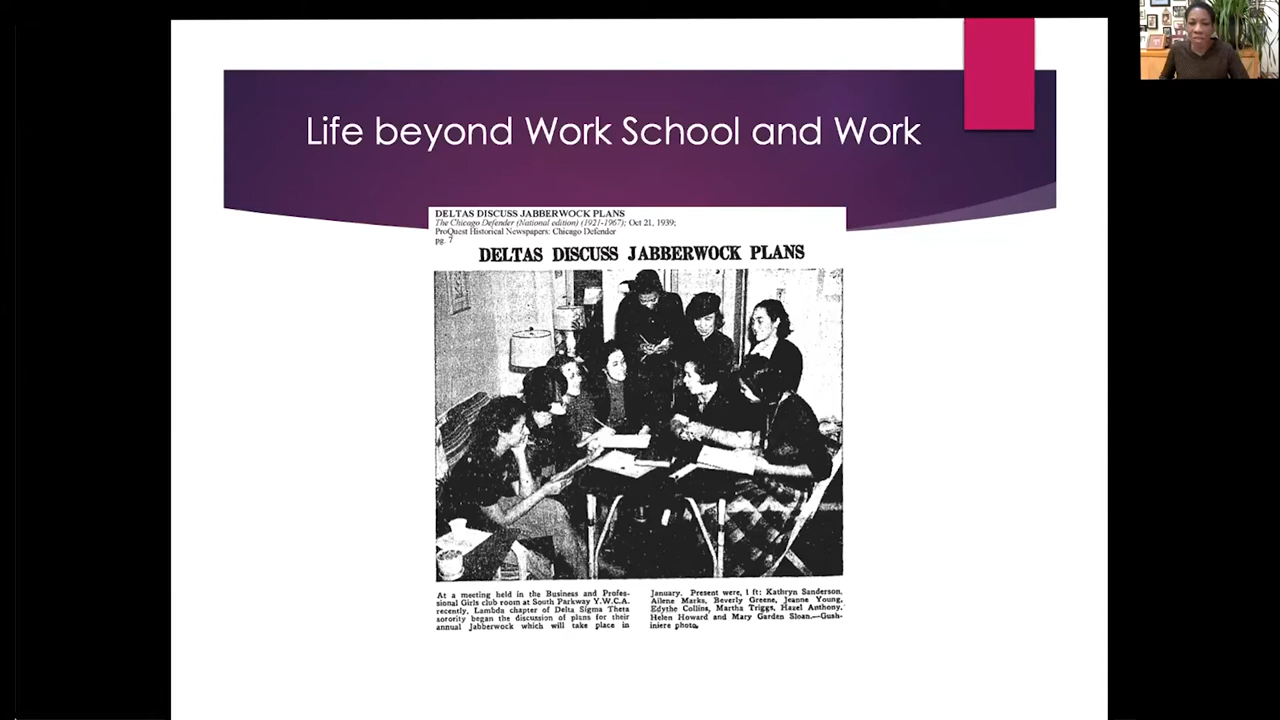 Life beyond Work School and Work
DELTAS DISCUSS JABBERWOCK PLANS
The Chicago Defender (National edition) (1921-1967); Oct 21, 1939;
ProQuest Historical Newspapers: Chicago Defender
pg. 7
DELTAS DISCUSS JABBERWOCK PLANS
At a meeting held in the Business and Profes-
sional Girls club room at South Parkway Y.W.C.A.
recently, Lambda chapter of Delta Sigma Theta
sorority began the discussion of plans for their
annual Jabberwock which will take place in
January. Present were, l ft: Kathryn Sanderson,
Ailene Marks, Beverly Greene, Jeanne Young,
Edythe Collins, Martha Triggs, Hazel Anthony,
Helen Howard and Mary Garden Sloan.—Gush-
iniere photo.